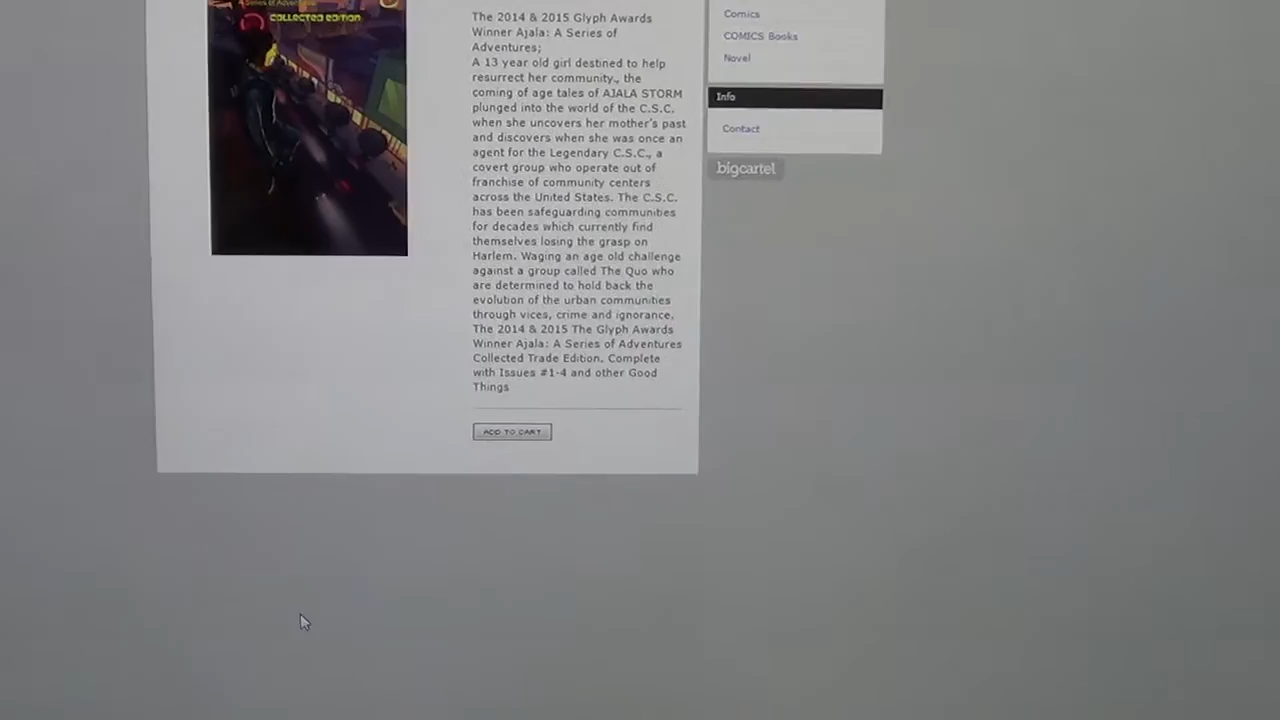 A Series of Adventures
COLLECTED EDITION
The 2014 & 2015 Glyph Awards
Winner Ajala: A Series of
Adventures;
A 13 year old girl destined to help
resurrect her community., the
coming of age tales of AJALA STORM
plunged into the world of the C.S.C.
when she uncovers her mother's past
and discovers when she was once an
agent for the Legendary C.S.C., a
covert group who operate out of
franchise of community centers
across the United States. The C.S.C.
has been safeguarding communities
for decades which currently find
themselves losing the grasp on
Harlem. Waging an age old challenge
against a group called The Quo who
are determined to hold back the
evolution of the urban communities
through vices, crime and ignorance.
The 2014 & 2015 The Glyph Awards
Winner Ajala: A Series of Adventures
Collected Trade Edition. Complete
with Issues #1-4 and other Good
Things
ADD TO CART
Comics
COMICS Books
Novel
Info
Contact
bigcartel